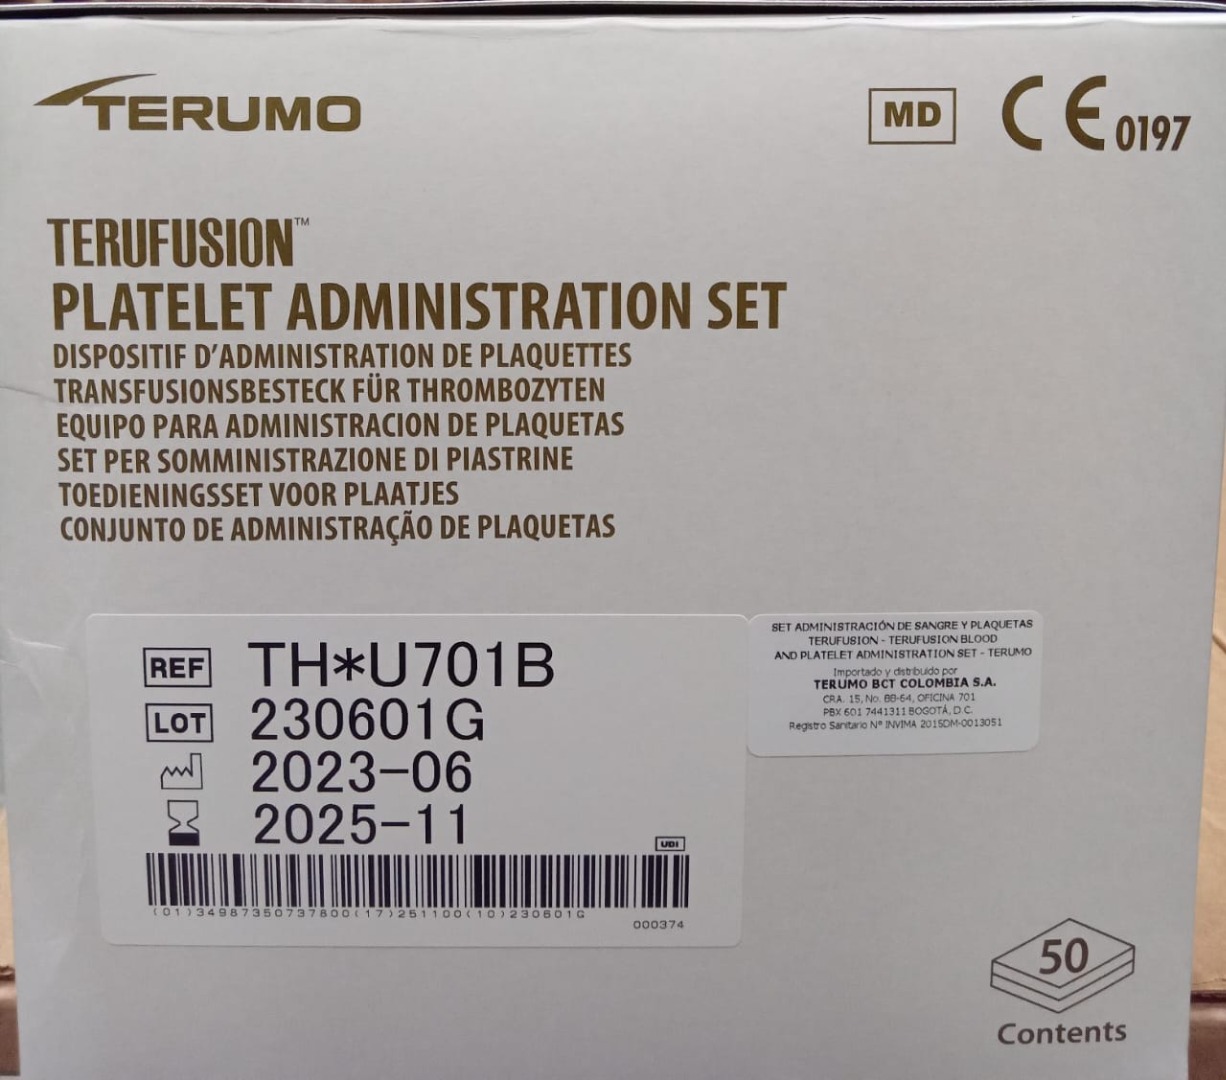 TERUMO
MD CE 0197
TERUFUSION™
PLATELET ADMINISTRATION SET
DISPOSITIF D'ADMINISTRATION DE PLAQUETTES
TRANSFUSIONSBESTECK FÜR THROMBOZYTEN
EQUIPO PARA ADMINISTRACION DE PLAQUETAS
SET PER SOMMINISTRAZIONE DI PIASTRINE
TOEDIENINGSSET VOOR PLAATJES
CONJUNTO DE ADMINISTRAÇÃO DE PLAQUETAS
REF TH*U701B
LOT 230601G
2023-06
2025-11
UDI
(01)34987350737800(17)251100(10)230601G
000374
SET ADMINISTRACIÓN DE SANGRE Y PLAQUETAS
TERUFUSION - TERUFUSION BLOOD
AND PLATELET ADMINISTRATION SET - TERUMO
Importado y distribuido por
TERUMO BCT COLOMBIA S.A.
CRA. 15, No. 88-64, OFICINA 701
PBX 601 7441311 BOGOTÁ, D.C.
Registro Sanitario Nº INVIMA 2015DM-0013051
50
Contents